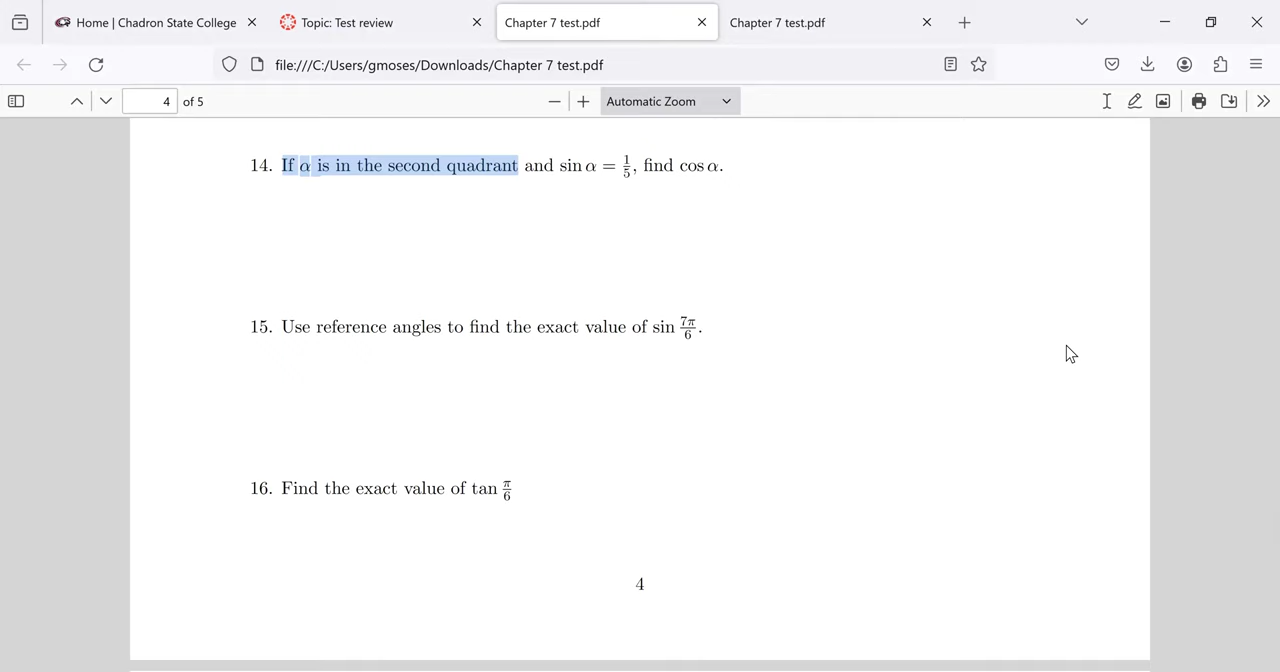 Home | Chadron State College
Topic: Test review
Chapter 7 test.pdf
Chapter 7 test.pdf
file:///C:/Users/gmoses/Downloads/Chapter 7 test.pdf
4 of 5
Automatic Zoom
14. If α is in the second quadrant and sin α = 1/5, find cos α.
15. Use reference angles to find the exact value of sin 7π/6.
16. Find the exact value of tan π/6
4